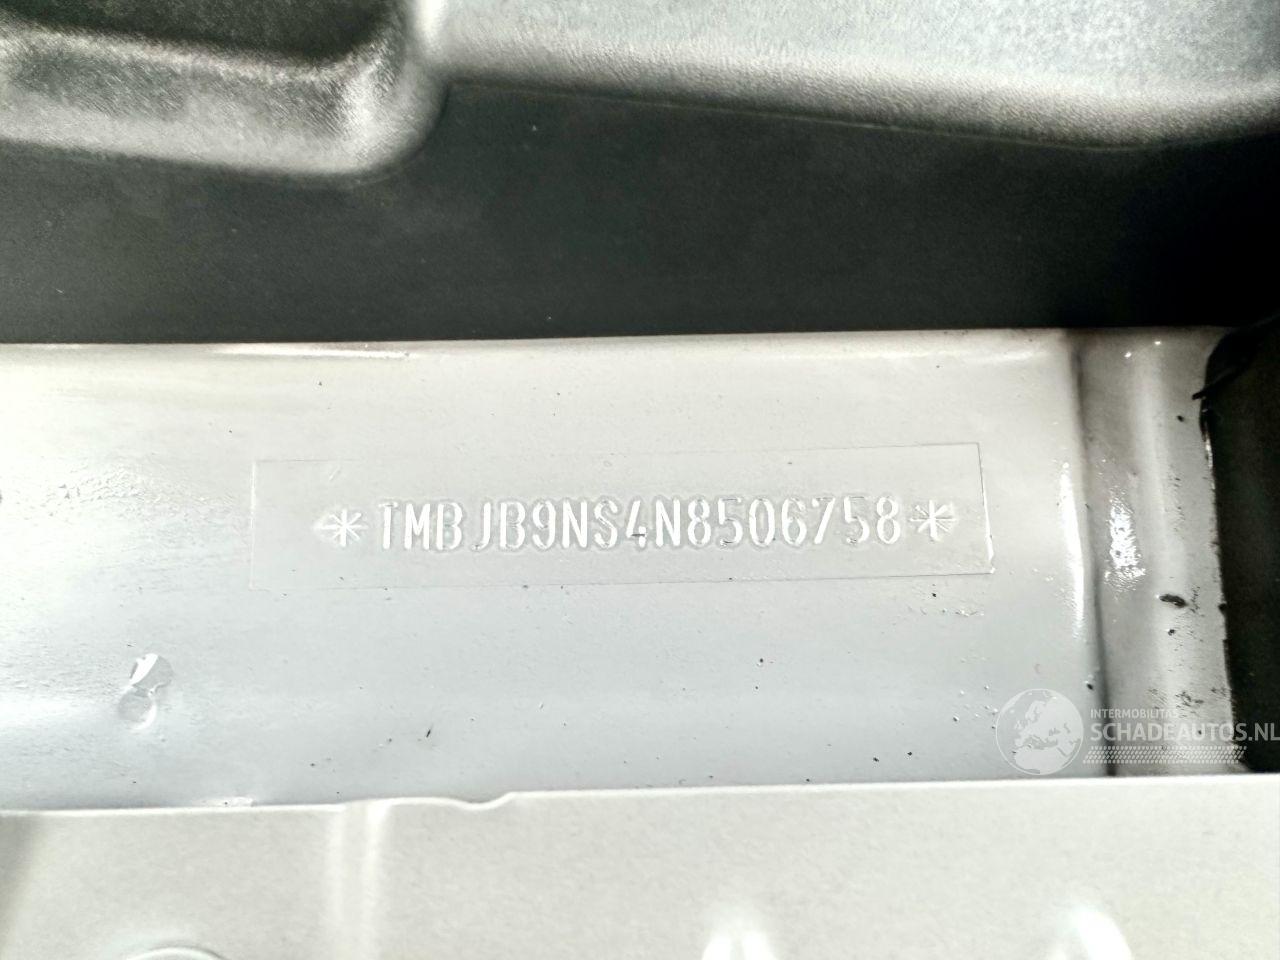 *TMBJB9NS4N8506758*
INTERMOBILITAS
SCHADEAUTOS.NL